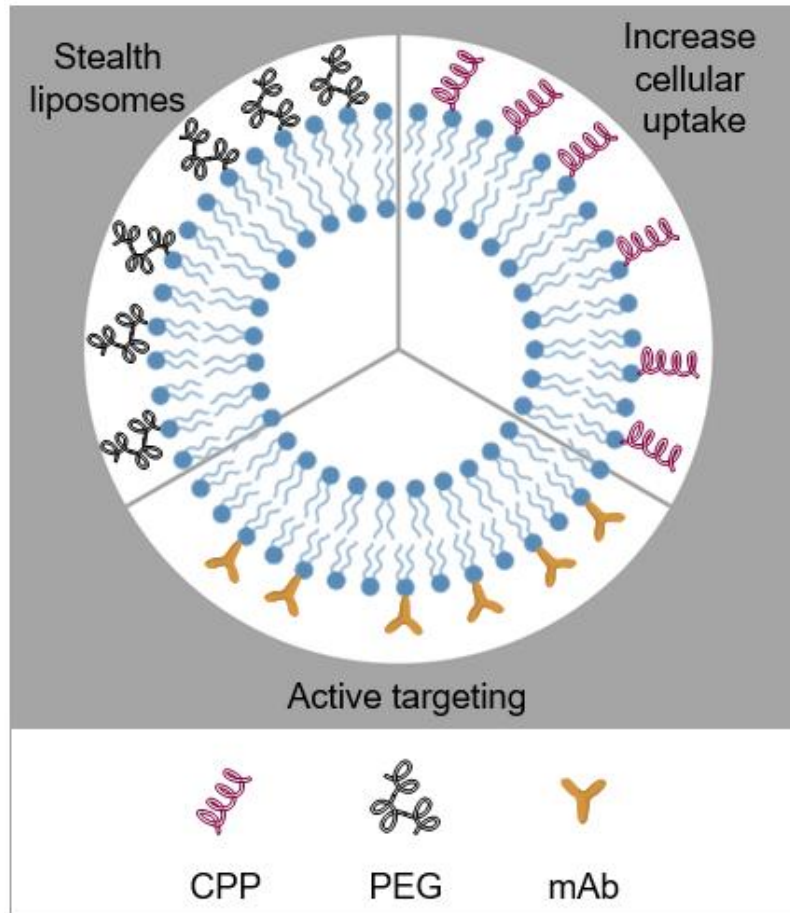 Stealth
liposomes
Increase
cellular
uptake
Active targeting
CPP
PEG
mAb